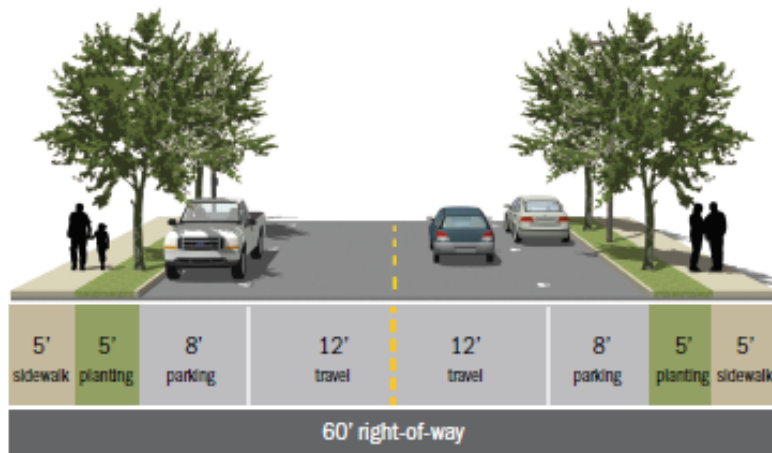 5' 5' 8' 12' 12' 8' 5' 5'
sidewalk planting parking travel travel parking planting sidewalk
60' right-of-way